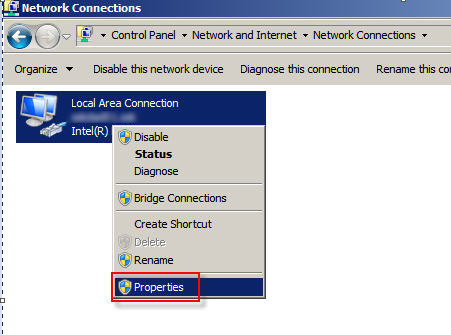 Network Connections
Control Panel Network and Internet Network Connections
Organize Disable this network device Diagnose this connection Rename this co
Local Area Connection
Intel(R)
Disable
Status
Diagnose
Bridge Connections
Create Shortcut
Delete
Rename
Properties